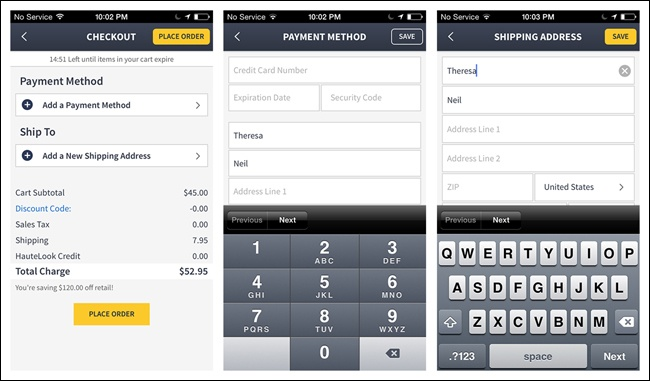 No Service 10:02 PM
CHECKOUT PLACE ORDER
14:51 Left until items in your cart expire
Payment Method
Add a Payment Method
Ship To
Add a New Shipping Address
Cart Subtotal $45.00
Discount Code: -0.00
Sales Tax 0.00
Shipping 7.95
HauteLook Credit 0.00
Total Charge $52.95
You're saving $120.00 off retail!
PLACE ORDER
No Service 10:02 PM
PAYMENT METHOD SAVE
Credit Card Number
Expiration Date Security Code
Theresa
Neil
Address Line 1
Previous Next
1 2 3
ABC DEF
4 5 6
GHI JKL MNO
7 8 9
PQRS TUV WXYZ
0
No Service 10:03 PM
SHIPPING ADDRESS SAVE
Theresa
Neil
Address Line 1
Address Line 2
ZIP United States
Previous Next
Q W E R T Y U I O P
A S D F G H J K L
Z X C V B N M
.?123 space Next